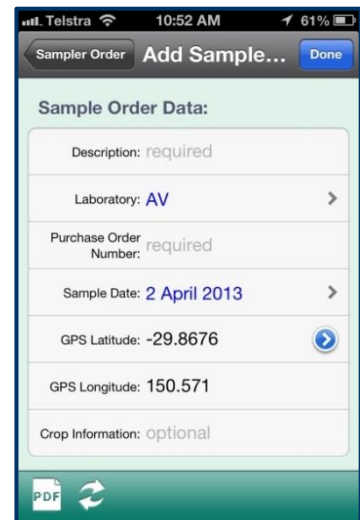 Telstra 10:52 AM 61%
Sampler Order Add Sample... Done
Sample Order Data:
Description: required
Laboratory: AV
Purchase Order
Number: required
Sample Date: 2 April 2013
GPS Latitude: -29.8676
GPS Longitude: 150.571
Crop Information: optional
PDF